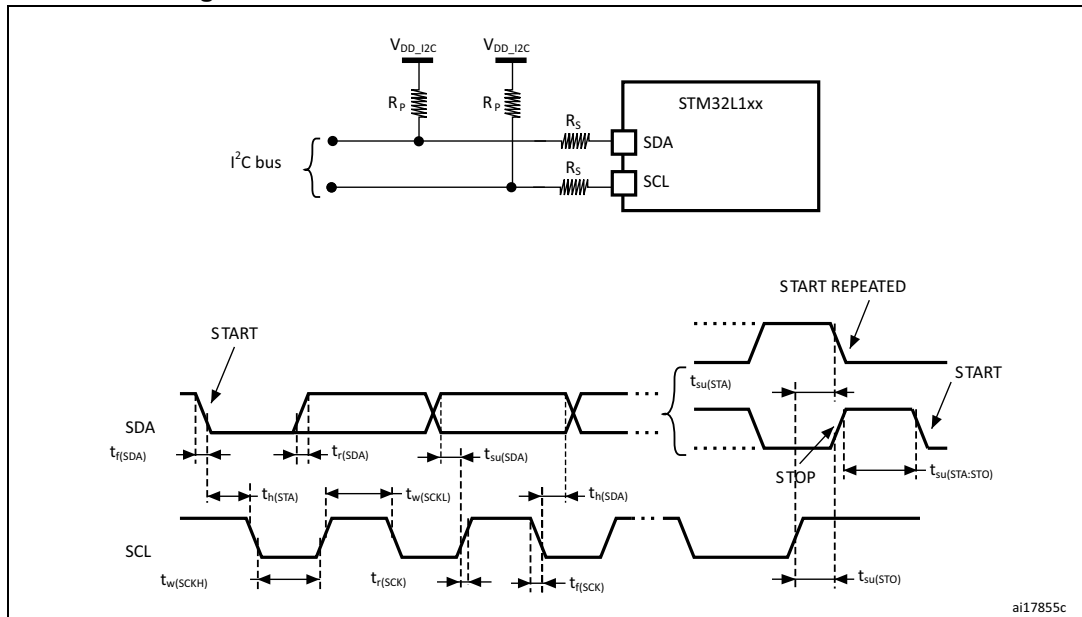 V_DD_I2C V_DD_I2C
R_P R_P STM32L1xx
R_S
SDA
I²C bus
R_S SCL
START REPEATED
START
t_su(STA) START
SDA
t_f(SDA) t_r(SDA) t_su(SDA) STOP t_su(STA:STO)
t_h(STA) t_w(SCKL) t_h(SDA)
SCL
t_w(SCKH) t_r(SCK) t_f(SCK) t_su(STO)
ai17855c